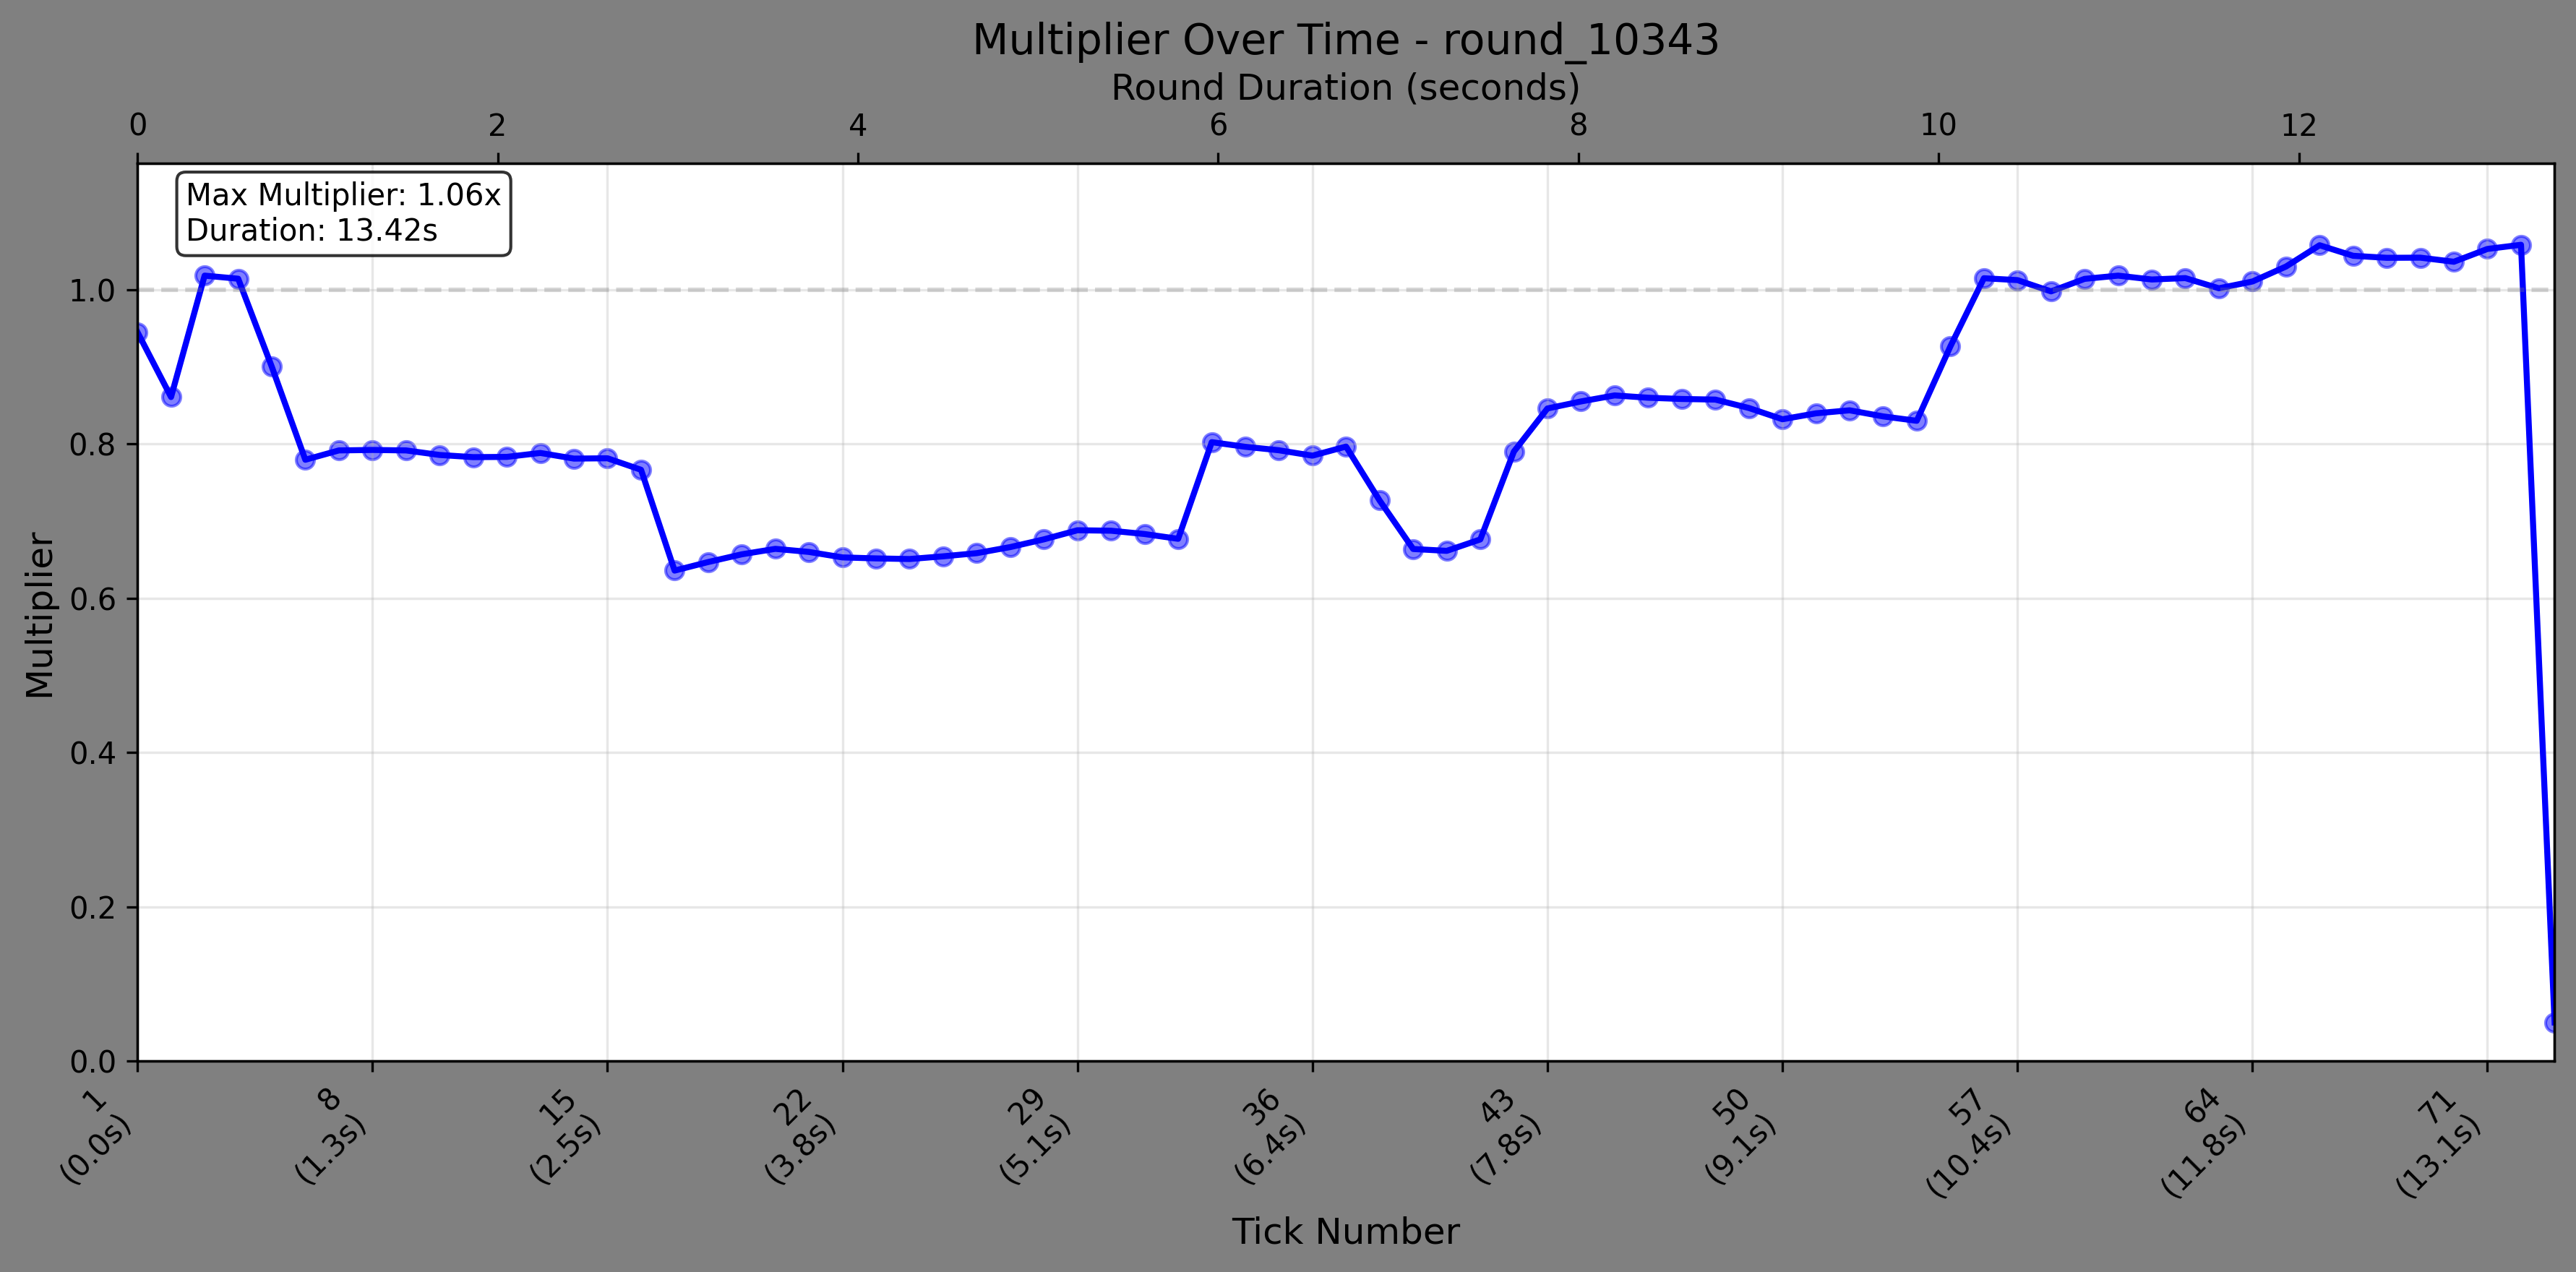 Multiplier Over Time - round_10343
Round Duration (seconds)
0 2 4 6 8 10 12
Max Multiplier: 1.06x
Duration: 13.42s
Multiplier
1.0
0.8
0.6
0.4
0.2
0.0
1 8 15 22 29 36 43 50 57 64 71
(0.0s) (1.3s) (2.5s) (3.8s) (5.1s) (6.4s) (7.8s) (9.1s) (10.4s) (11.8s) (13.1s)
Tick Number